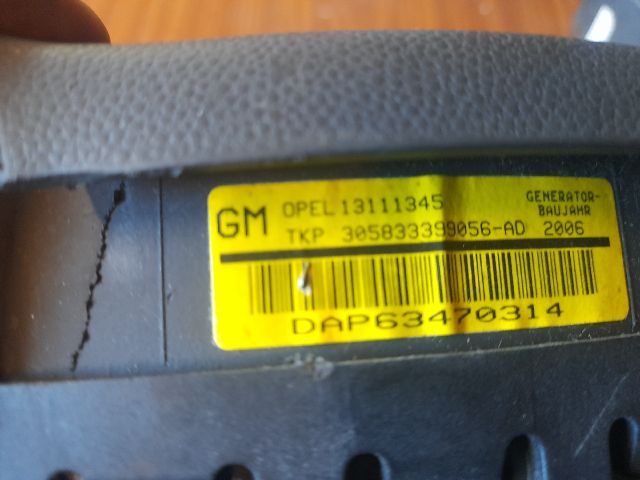 GM OPEL 13111345 GENERATOR-
BAUJAHR
TKP 305833399056-AD 2006
DAP63470314